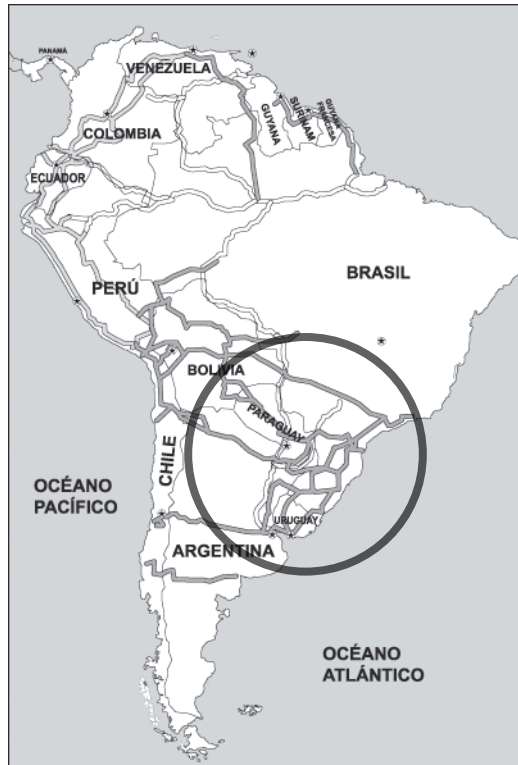 PANAMÁ
VENEZUELA
GUYANA
SURINAM
GUYANA
FRANCESA
COLOMBIA
ECUADOR
BRASIL
PERÚ
BOLIVIA
PARAGUAY
CHILE
OCÉANO
PACÍFICO
URUGUAY
ARGENTINA
OCÉANO
ATLÁNTICO